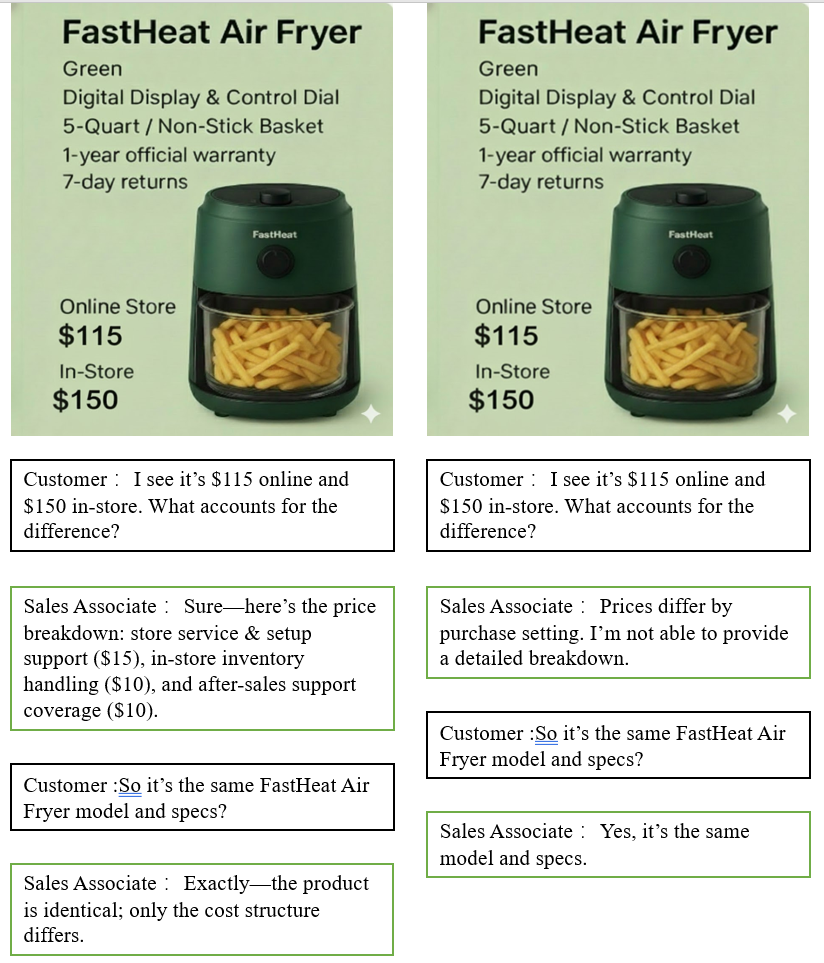 FastHeat Air Fryer
Green
Digital Display & Control Dial
5-Quart / Non-Stick Basket
1-year official warranty
7-day returns
FastHeat
Online Store
$115
In-Store
$150
Customer： I see it’s $115 online and
$150 in-store. What accounts for the
difference?
Sales Associate： Sure—here’s the price
breakdown: store service & setup
support ($15), in-store inventory
handling ($10), and after-sales support
coverage ($10).
Customer :So it’s the same FastHeat Air
Fryer model and specs?
Sales Associate： Exactly—the product
is identical; only the cost structure
differs.
FastHeat Air Fryer
Green
Digital Display & Control Dial
5-Quart / Non-Stick Basket
1-year official warranty
7-day returns
FastHeat
Online Store
$115
In-Store
$150
Customer： I see it’s $115 online and
$150 in-store. What accounts for the
difference?
Sales Associate： Prices differ by
purchase setting. I’m not able to provide
a detailed breakdown.
Customer :So it’s the same FastHeat Air
Fryer model and specs?
Sales Associate： Yes, it’s the same
model and specs.